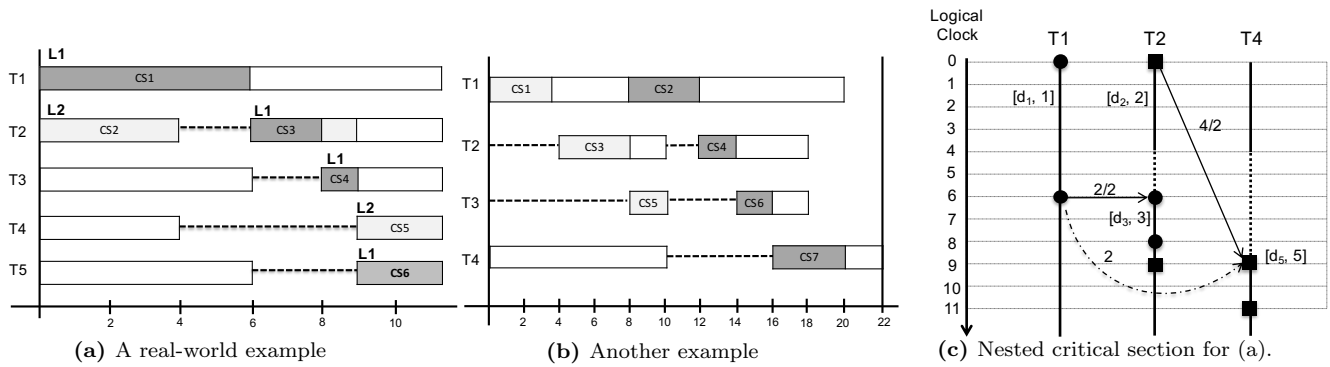 L1
T1
CS1
L2
L1
T2
CS2
CS3
L1
T3
CS4
L2
T4
CS5
L1
T5
CS6
2 4 6 8 10
(a) A real-world example
T1
CS1
CS2
T2
CS3
CS4
T3
CS5
CS6
T4
CS7
0 2 4 6 8 10 12 14 16 18 20 22
(b) Another example
Logical
Clock
T1 T2 T4
0
1
[d1, 1] [d2, 2]
2
4/2
3
4
5
2/2
6
[d3, 3]
7
8
2
[d5, 5]
9
10
11
(c) Nested critical section for (a).